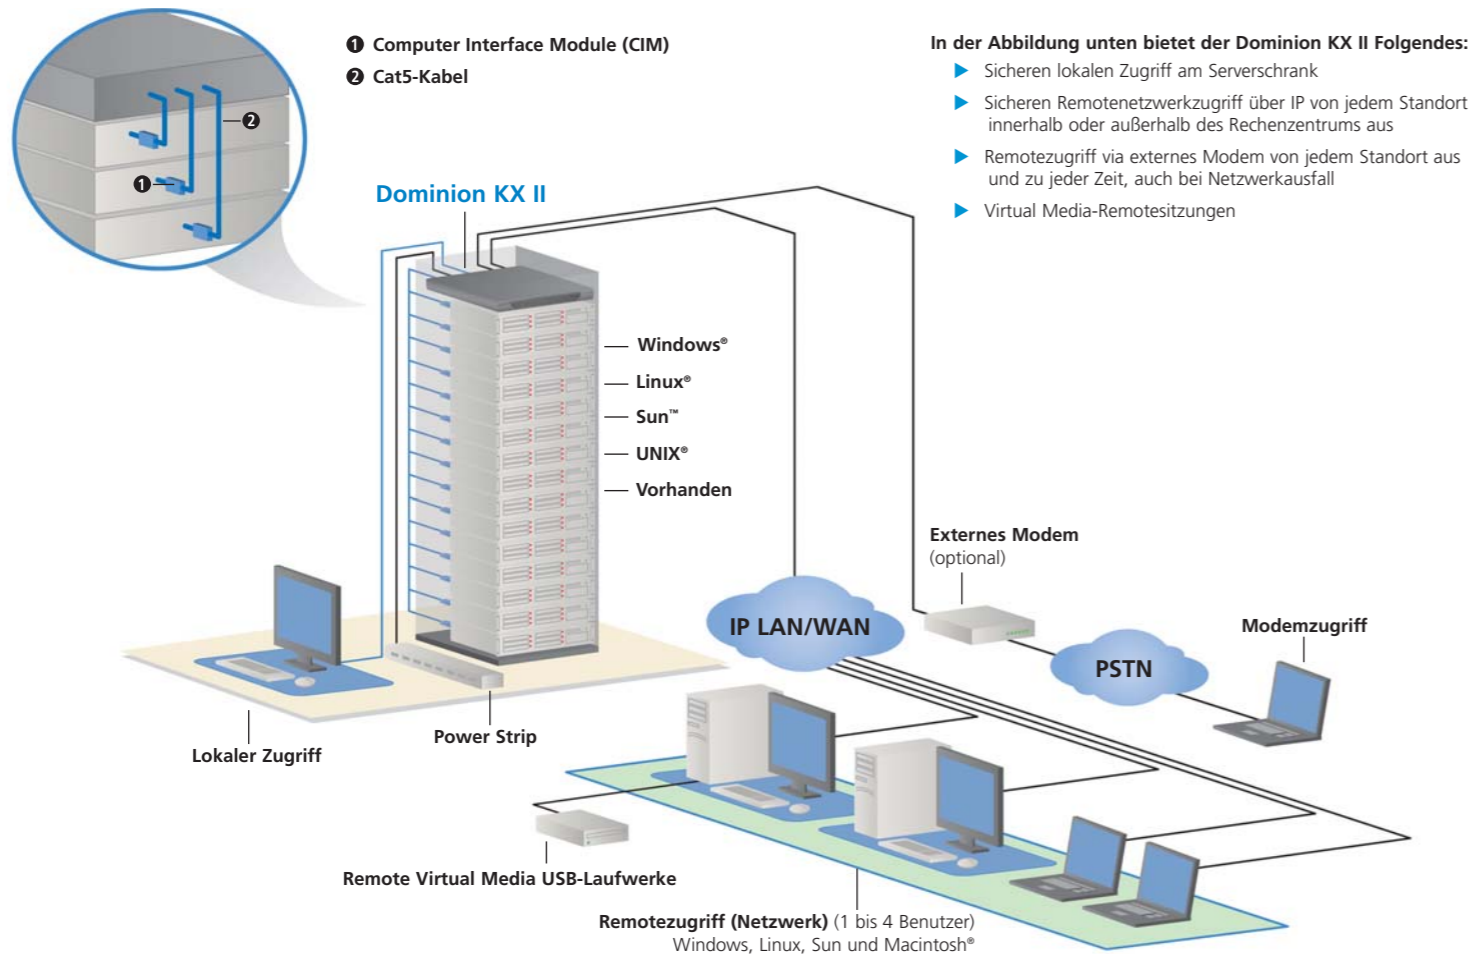 ❶ Computer Interface Module (CIM)
❷ Cat5-Kabel
In der Abbildung unten bietet der Dominion KX II Folgendes:
▶ Sicheren lokalen Zugriff am Serverschrank
▶ Sicheren Remotenetzwerkzugriff über IP von jedem Standort
innerhalb oder außerhalb des Rechenzentrums aus
▶ Remotezugriff via externes Modem von jedem Standort aus
und zu jeder Zeit, auch bei Netzwerkausfall
▶ Virtual Media-Remotesitzungen
❷
❶
Dominion KX II
Windows®
Linux®
Sun™
UNIX®
Vorhanden
Externes Modem
(optional)
IP LAN/WAN
Modemzugriff
PSTN
Power Strip
Lokaler Zugriff
Remote Virtual Media USB-Laufwerke
Remotezugriff (Netzwerk) (1 bis 4 Benutzer)
Windows, Linux, Sun und Macintosh®